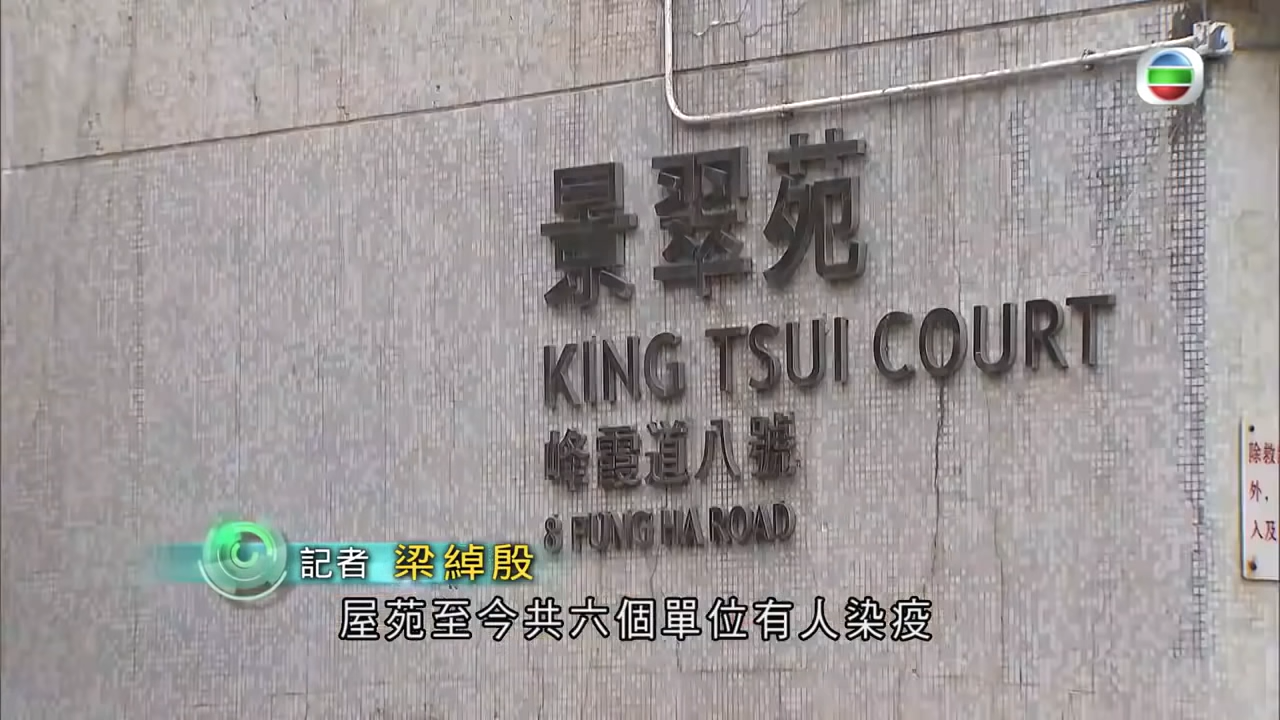 景翠苑
KING TSUI COURT
峰霞道八號
8 FUNG HA ROAD
除救
外，
入及
記者 梁綽殷
屋苑至今共六個單位有人染疫